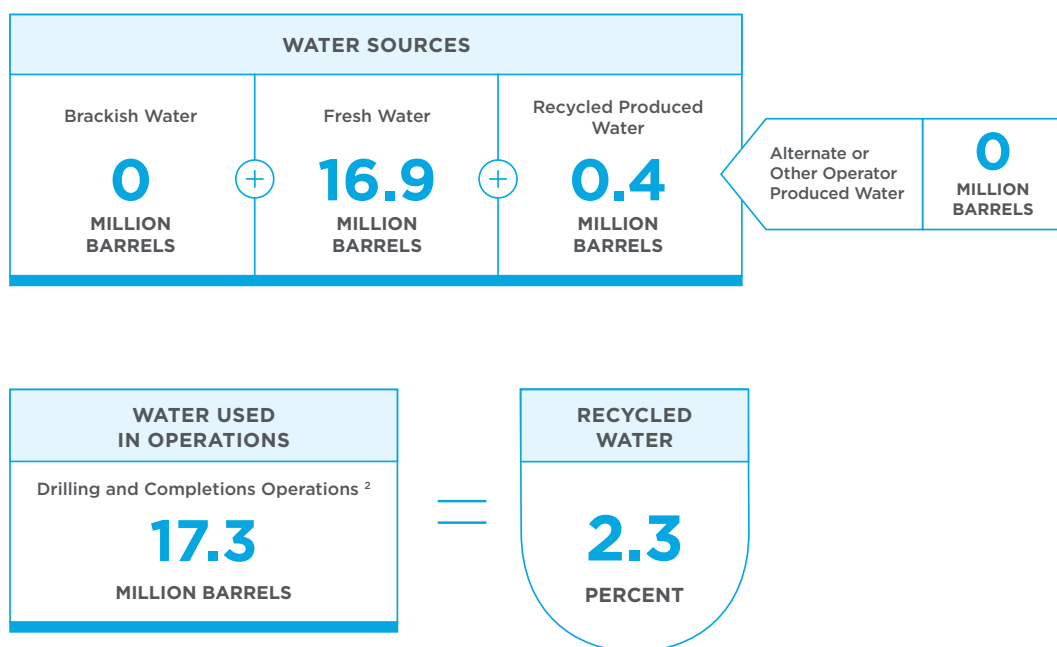 WATER SOURCES
Brackish Water
0
MILLION
BARRELS
+
Fresh Water
16.9
MILLION
BARRELS
+
Recycled Produced
Water
0.4
MILLION
BARRELS
Alternate or
Other Operator
Produced Water
0
MILLION
BARRELS
WATER USED
IN OPERATIONS
Drilling and Completions Operations ²
17.3
MILLION BARRELS
=
RECYCLED
WATER
2.3
PERCENT